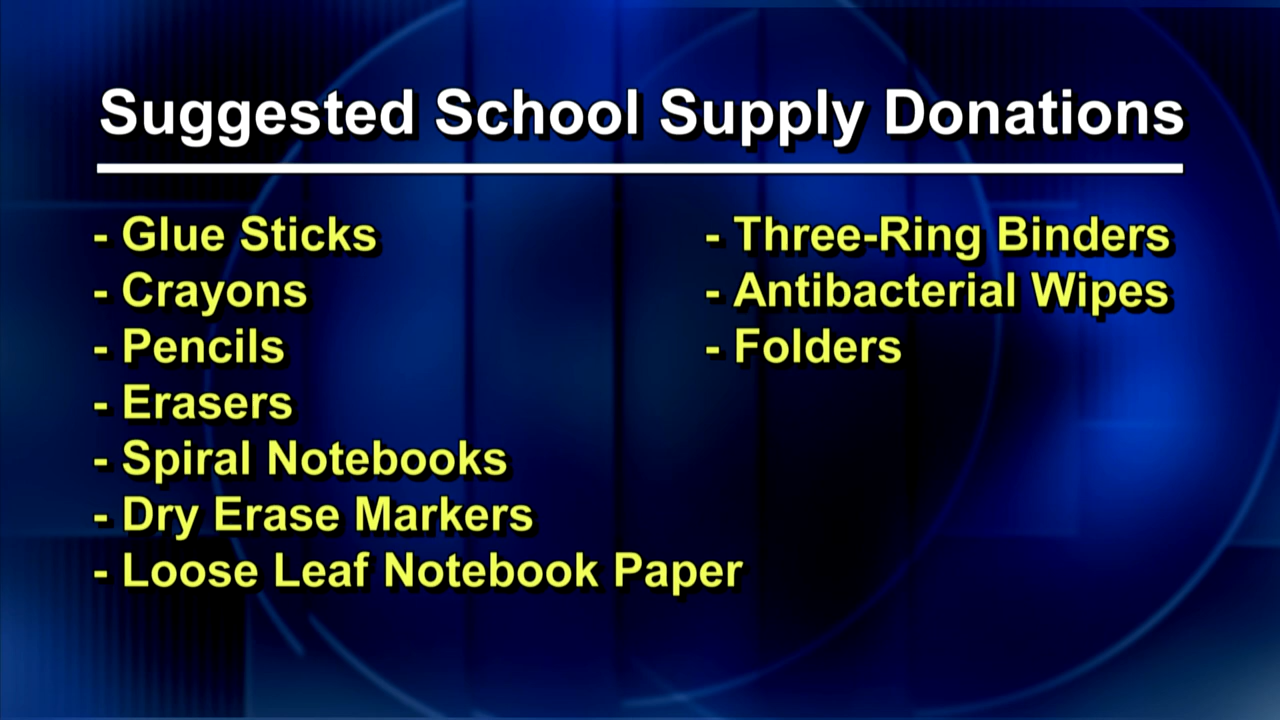 Suggested School Supply Donations
- Glue Sticks
- Crayons
- Pencils
- Erasers
- Spiral Notebooks
- Dry Erase Markers
- Loose Leaf Notebook Paper
- Three-Ring Binders
- Antibacterial Wipes
- Folders